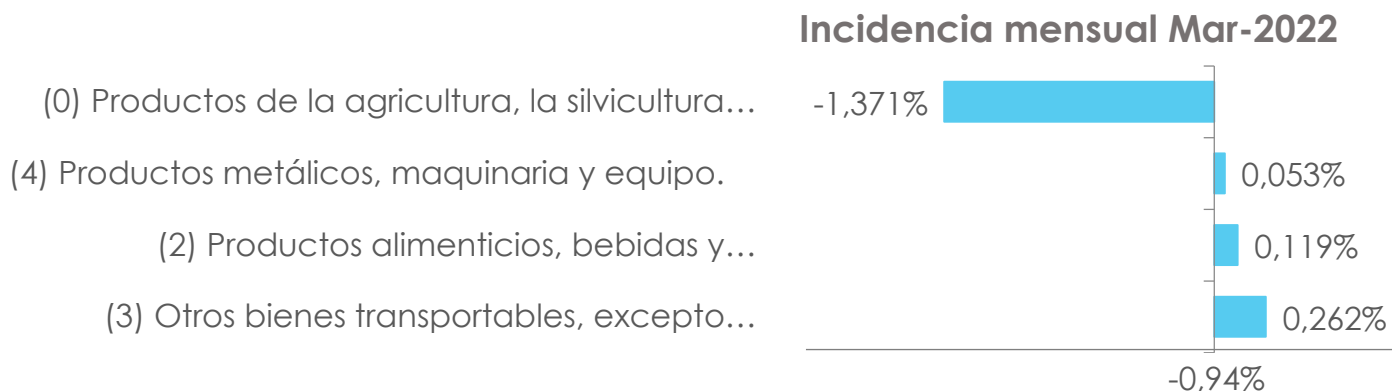 Incidencia mensual Mar-2022
(0) Productos de la agricultura, la silvicultura… -1,371%
(4) Productos metálicos, maquinaria y equipo. 0,053%
(2) Productos alimenticios, bebidas y… 0,119%
(3) Otros bienes transportables, excepto… 0,262%
-0,94%